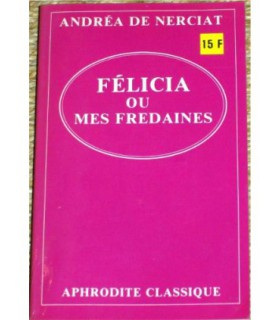 ANDRÉA DE NERCIAT
15 F
FÉLICIA
OU
MES FREDAINES
APHRODITE CLASSIQUE